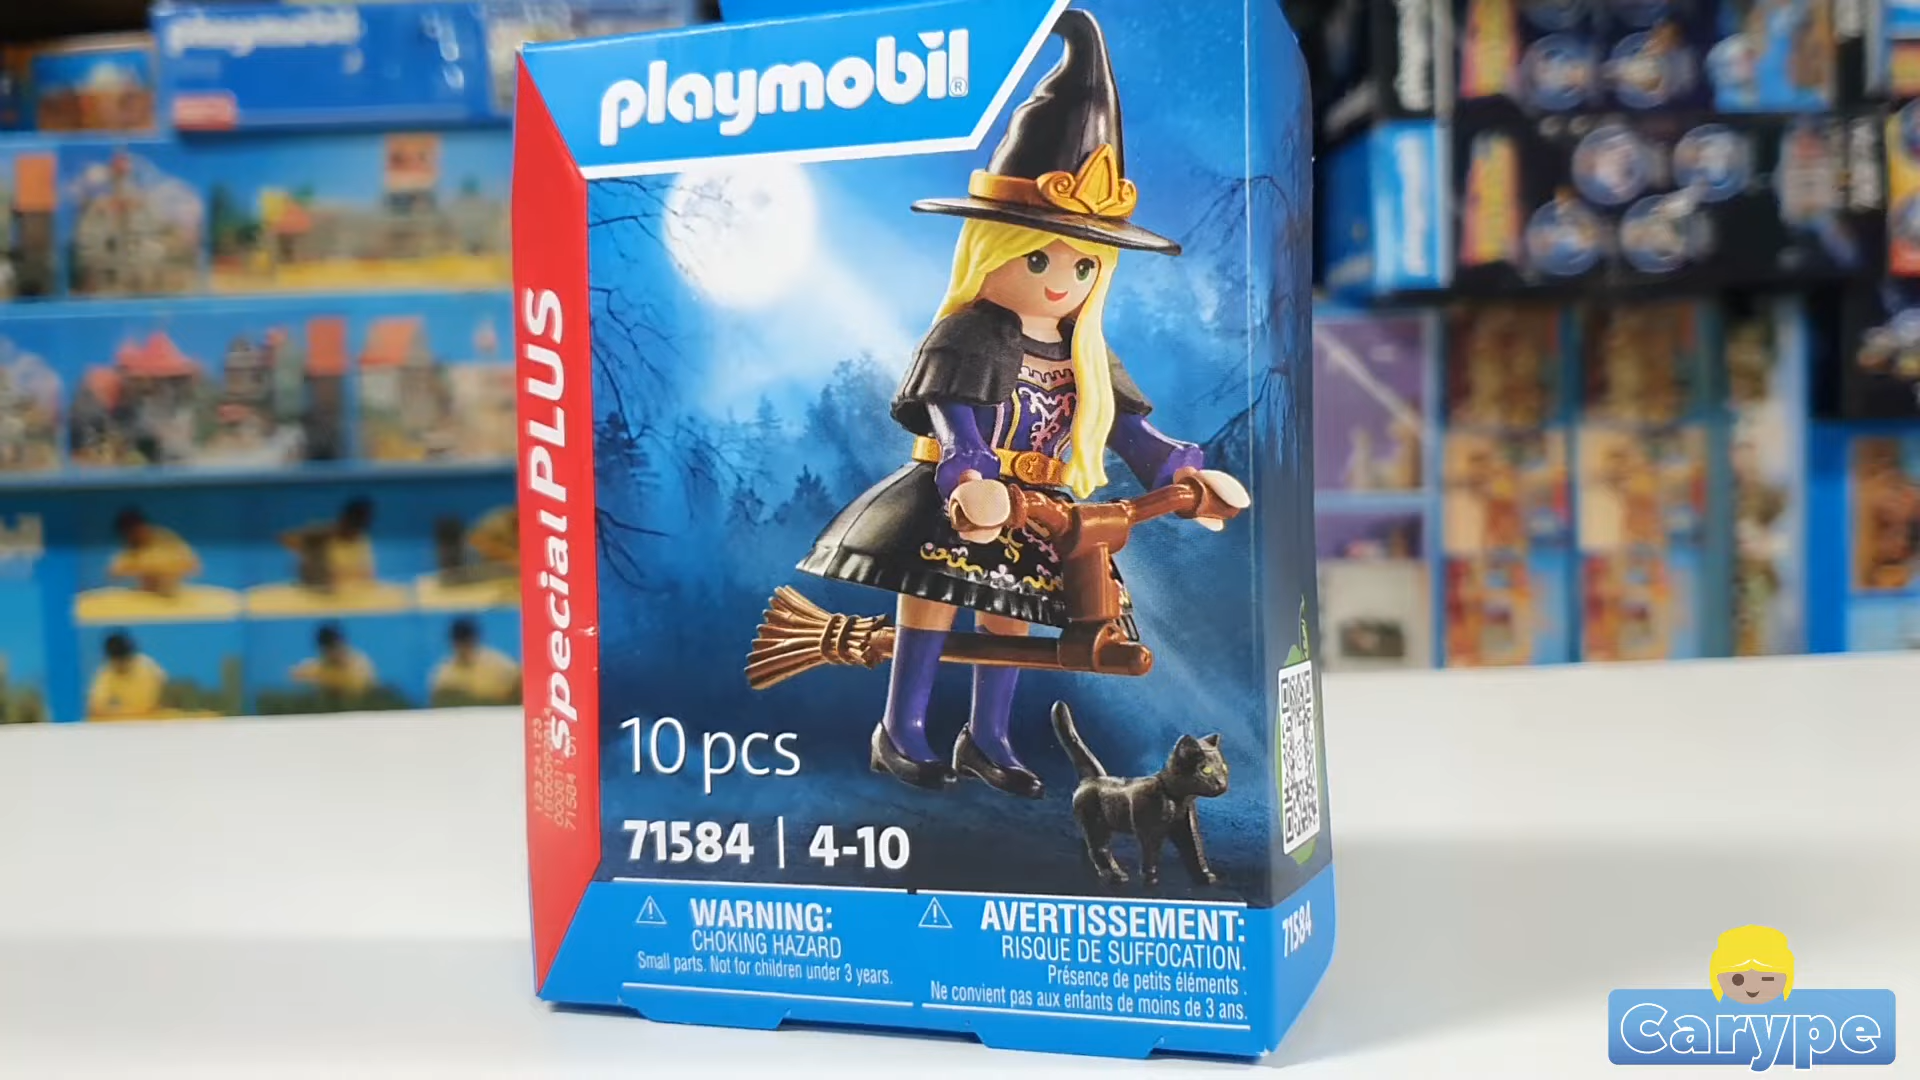 playmobil
playmobil®
special PLUS
10 pcs
71584 | 4-10
WARNING:
CHOKING HAZARD
Small parts. Not for children under 3 years.
AVERTISSEMENT:
RISQUE DE SUFFOCATION.
Présence de petits éléments .
Ne convient pas aux enfants de moins de 3 ans.
71584
Carype